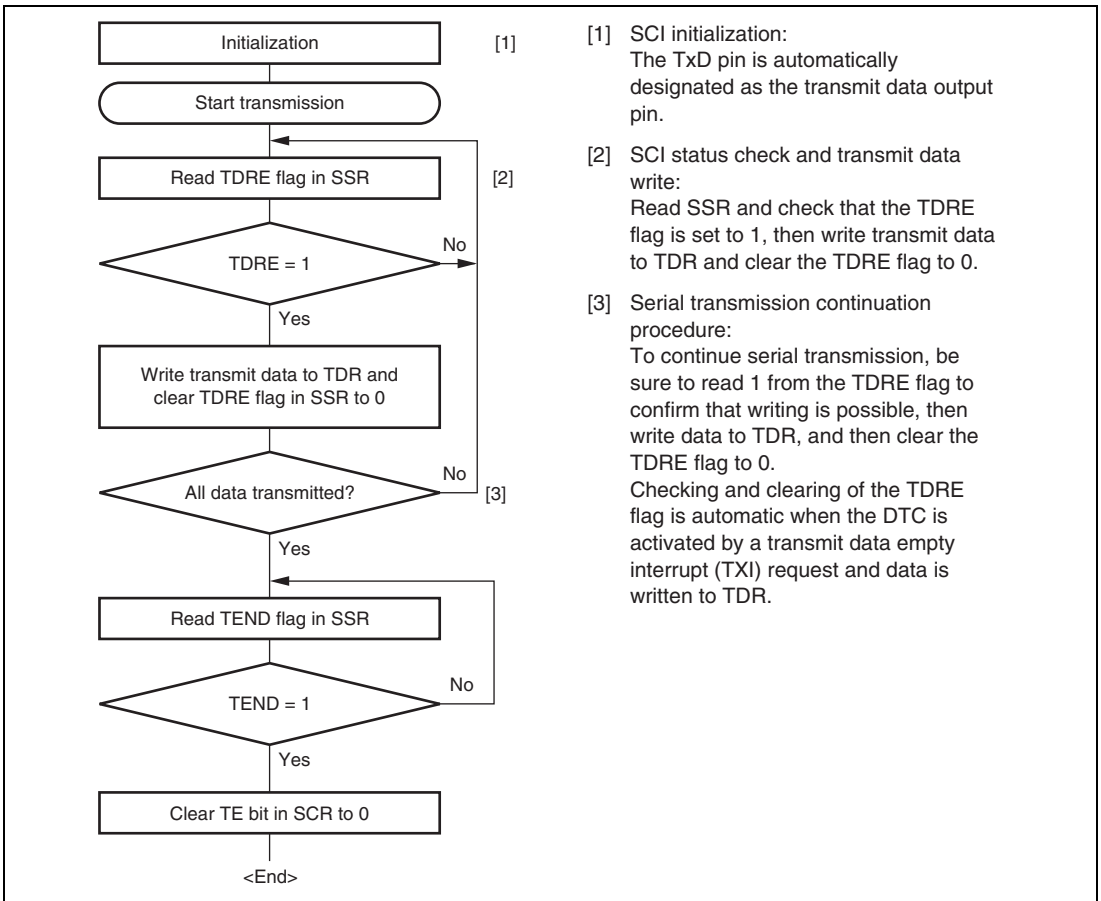 Initialization [1]
Start transmission
Read TDRE flag in SSR [2]
No
TDRE = 1
Yes
Write transmit data to TDR and
clear TDRE flag in SSR to 0
No
All data transmitted? [3]
Yes
Read TEND flag in SSR
No
TEND = 1
Yes
Clear TE bit in SCR to 0
<End>
[1] SCI initialization:
The TxD pin is automatically
designated as the transmit data output
pin.
[2] SCI status check and transmit data
write:
Read SSR and check that the TDRE
flag is set to 1, then write transmit data
to TDR and clear the TDRE flag to 0.
[3] Serial transmission continuation
procedure:
To continue serial transmission, be
sure to read 1 from the TDRE flag to
confirm that writing is possible, then
write data to TDR, and then clear the
TDRE flag to 0.
Checking and clearing of the TDRE
flag is automatic when the DTC is
activated by a transmit data empty
interrupt (TXI) request and data is
written to TDR.